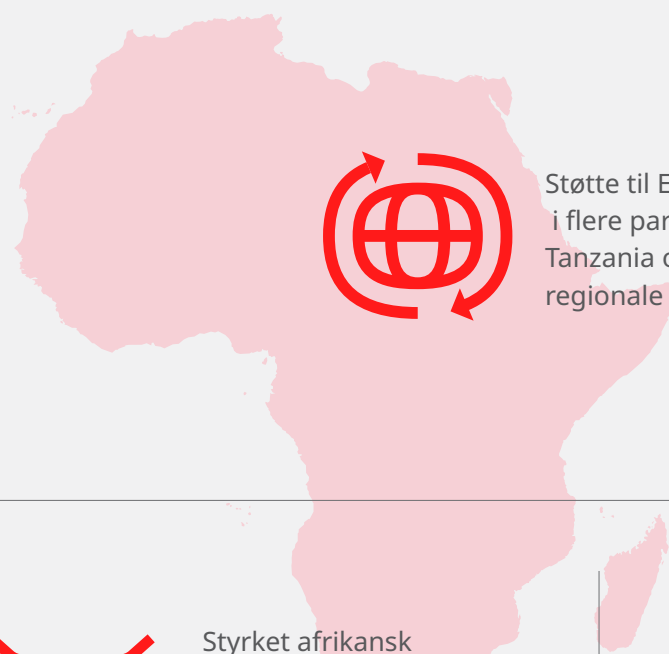 Støtte til
i flere
Tanzania
regionale
Styrket afrikansk